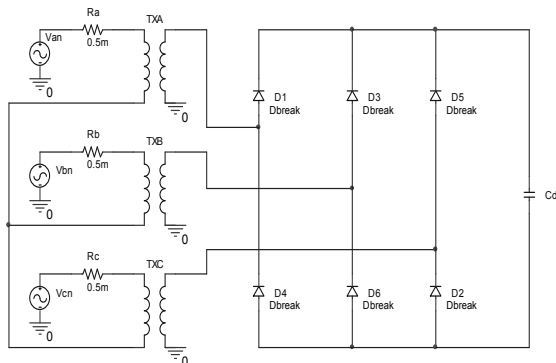 Ra
TXA
Van
0.5m
0
0
D1
Dbreak
D3
Dbreak
D5
Dbreak
Rb
TXB
Vbn
0.5m
0
0
Cd
Rc
TXC
Vcn
0.5m
0
0
D4
Dbreak
D6
Dbreak
D2
Dbreak